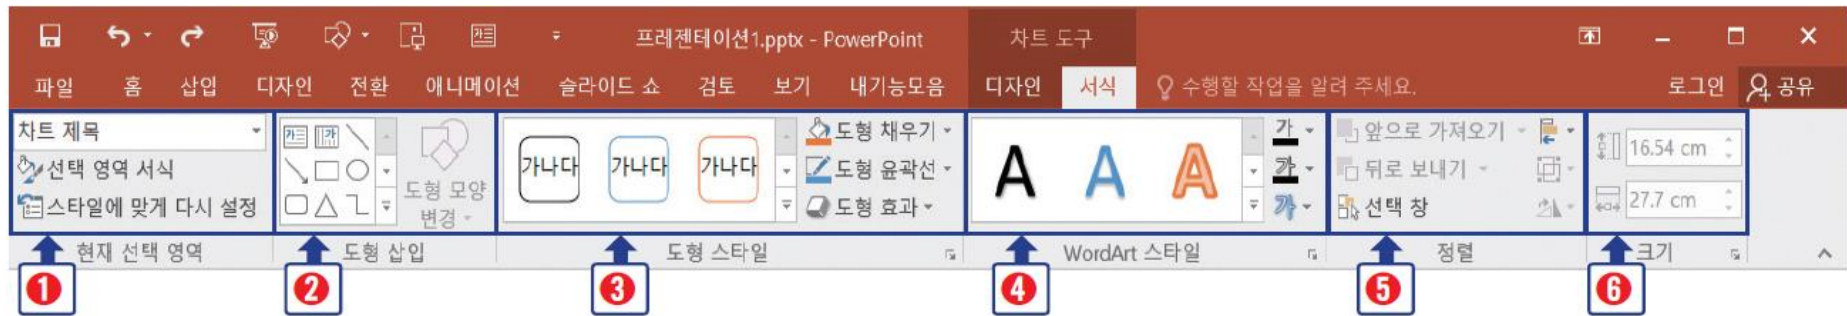 프레젠테이션1.pptx - PowerPoint
차트 도구
파일 홈 삽입 디자인 전환 애니메이션 슬라이드 쇼 검토 보기 내기능모음 디자인 서식 수행할 작업을 알려 주세요. 로그인 공유
차트 제목
선택 영역 서식
스타일에 맞게 다시 설정
현재 선택 영역
가
가
도형 모양
변경
도형 삽입
가나다 가나다 가나다
도형 채우기
도형 윤곽선
도형 효과
도형 스타일
A A A
가
가
가
WordArt 스타일
앞으로 가져오기
뒤로 보내기
선택 창
정렬
16.54 cm
27.7 cm
크기
1 2 3 4 5 6